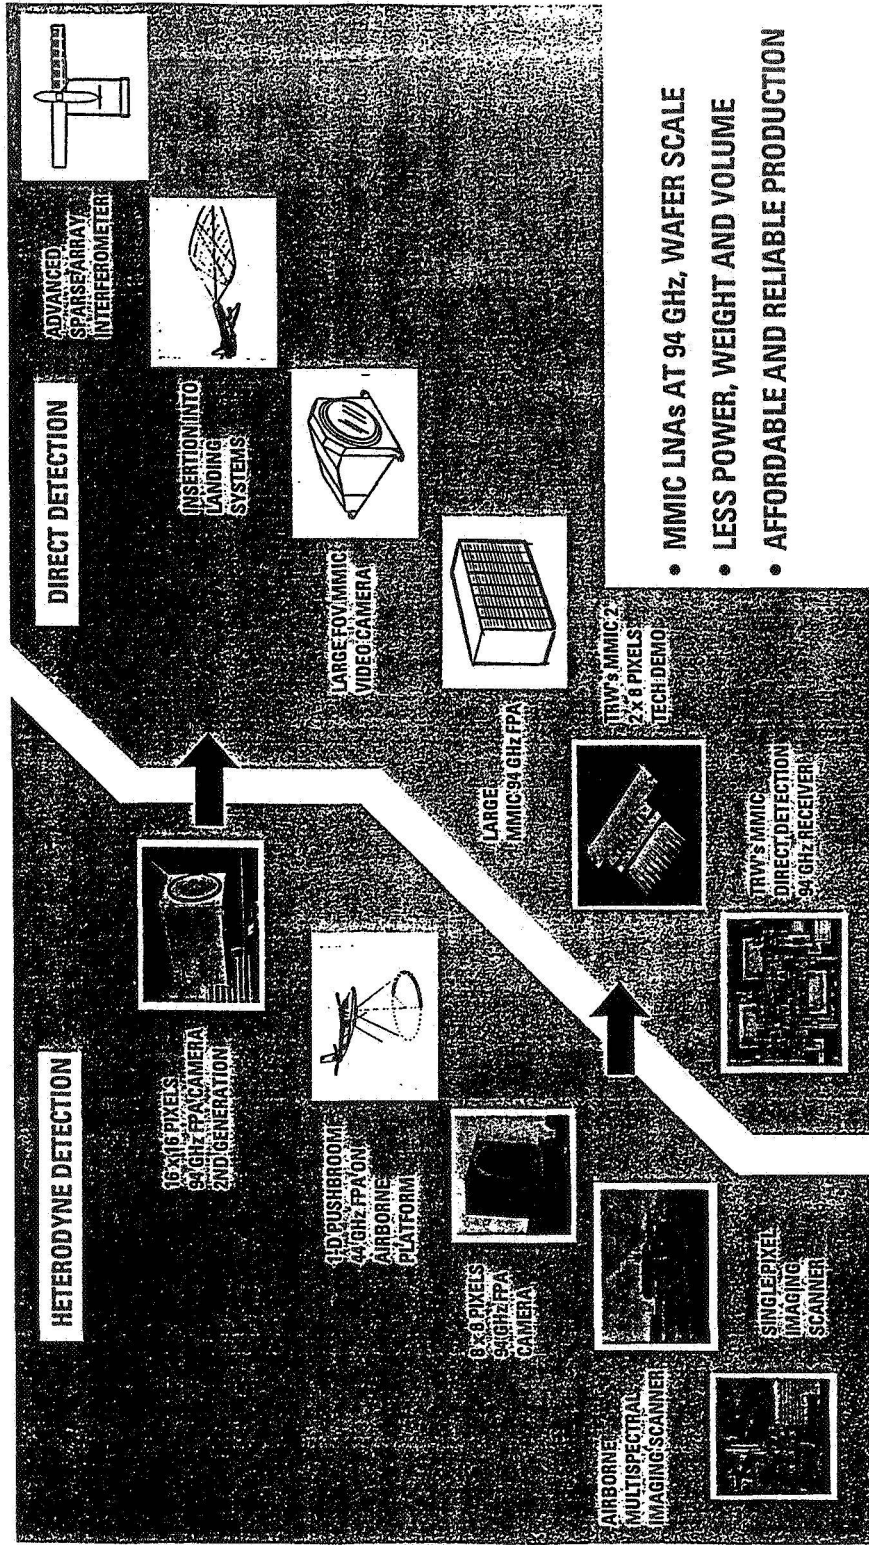 HETERODYNE DETECTION
DIRECT DETECTION
16 x 16 PIXELS
94 GHz FPA CAMERA
2ND GENERATION
1-D PUSHBROOM
44 GHz FPA ON
AIRBORNE
PLATFORM
8 x 8 PIXELS
94 GHz FPA
CAMERA
AIRBORNE
MULTISPECTRAL
IMAGING SCANNER
SINGLE PIXEL
IMAGING
SCANNER
ADVANCED
SPARSE ARRAY
INTERFEROMETER
INSERTION INTO
LANDING
SYSTEMS
LARGE FOV MMIC
VIDEO CAMERA
LARGE
MMIC 94 GHz FPA
TRW's MMIC 2
2 x 8 PIXELS
TECH DEMO
TRW's MMIC
DIRECT DETECTION
94 GHz RECEIVER
• MMIC LNAs AT 94 GHz, WAFER SCALE
• LESS POWER, WEIGHT AND VOLUME
• AFFORDABLE AND RELIABLE PRODUCTION